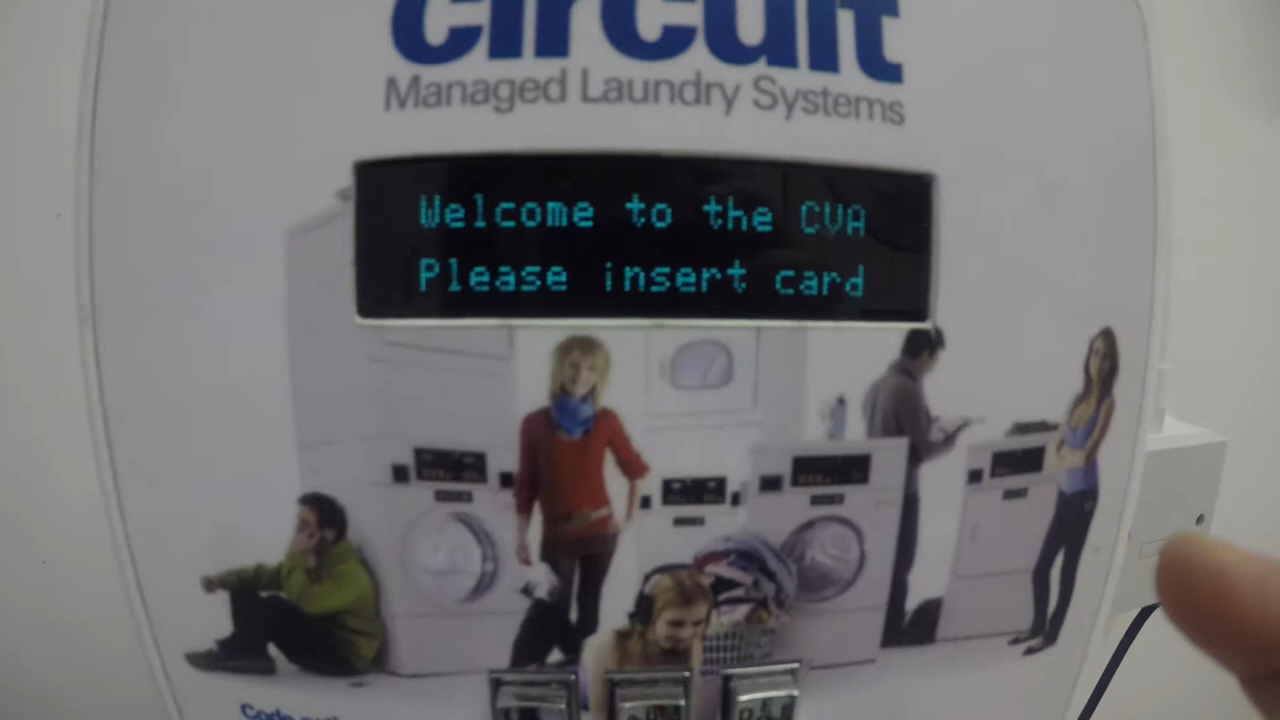 circuit
Managed Laundry Systems
Welcome to the CVA
Please insert card